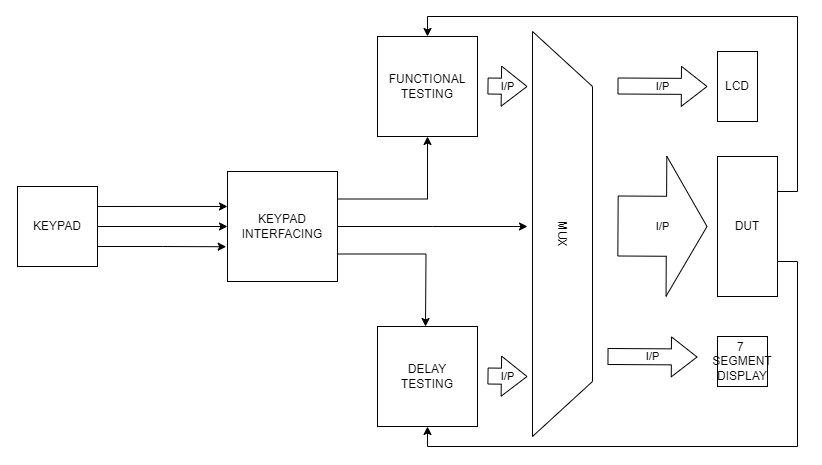 FUNCTIONAL
TESTING
I/P
I/P
LCD
KEYPAD
KEYPAD
INTERFACING
MUX
I/P
DUT
DELAY
TESTING
I/P
I/P
7
SEGMENT
DISPLAY